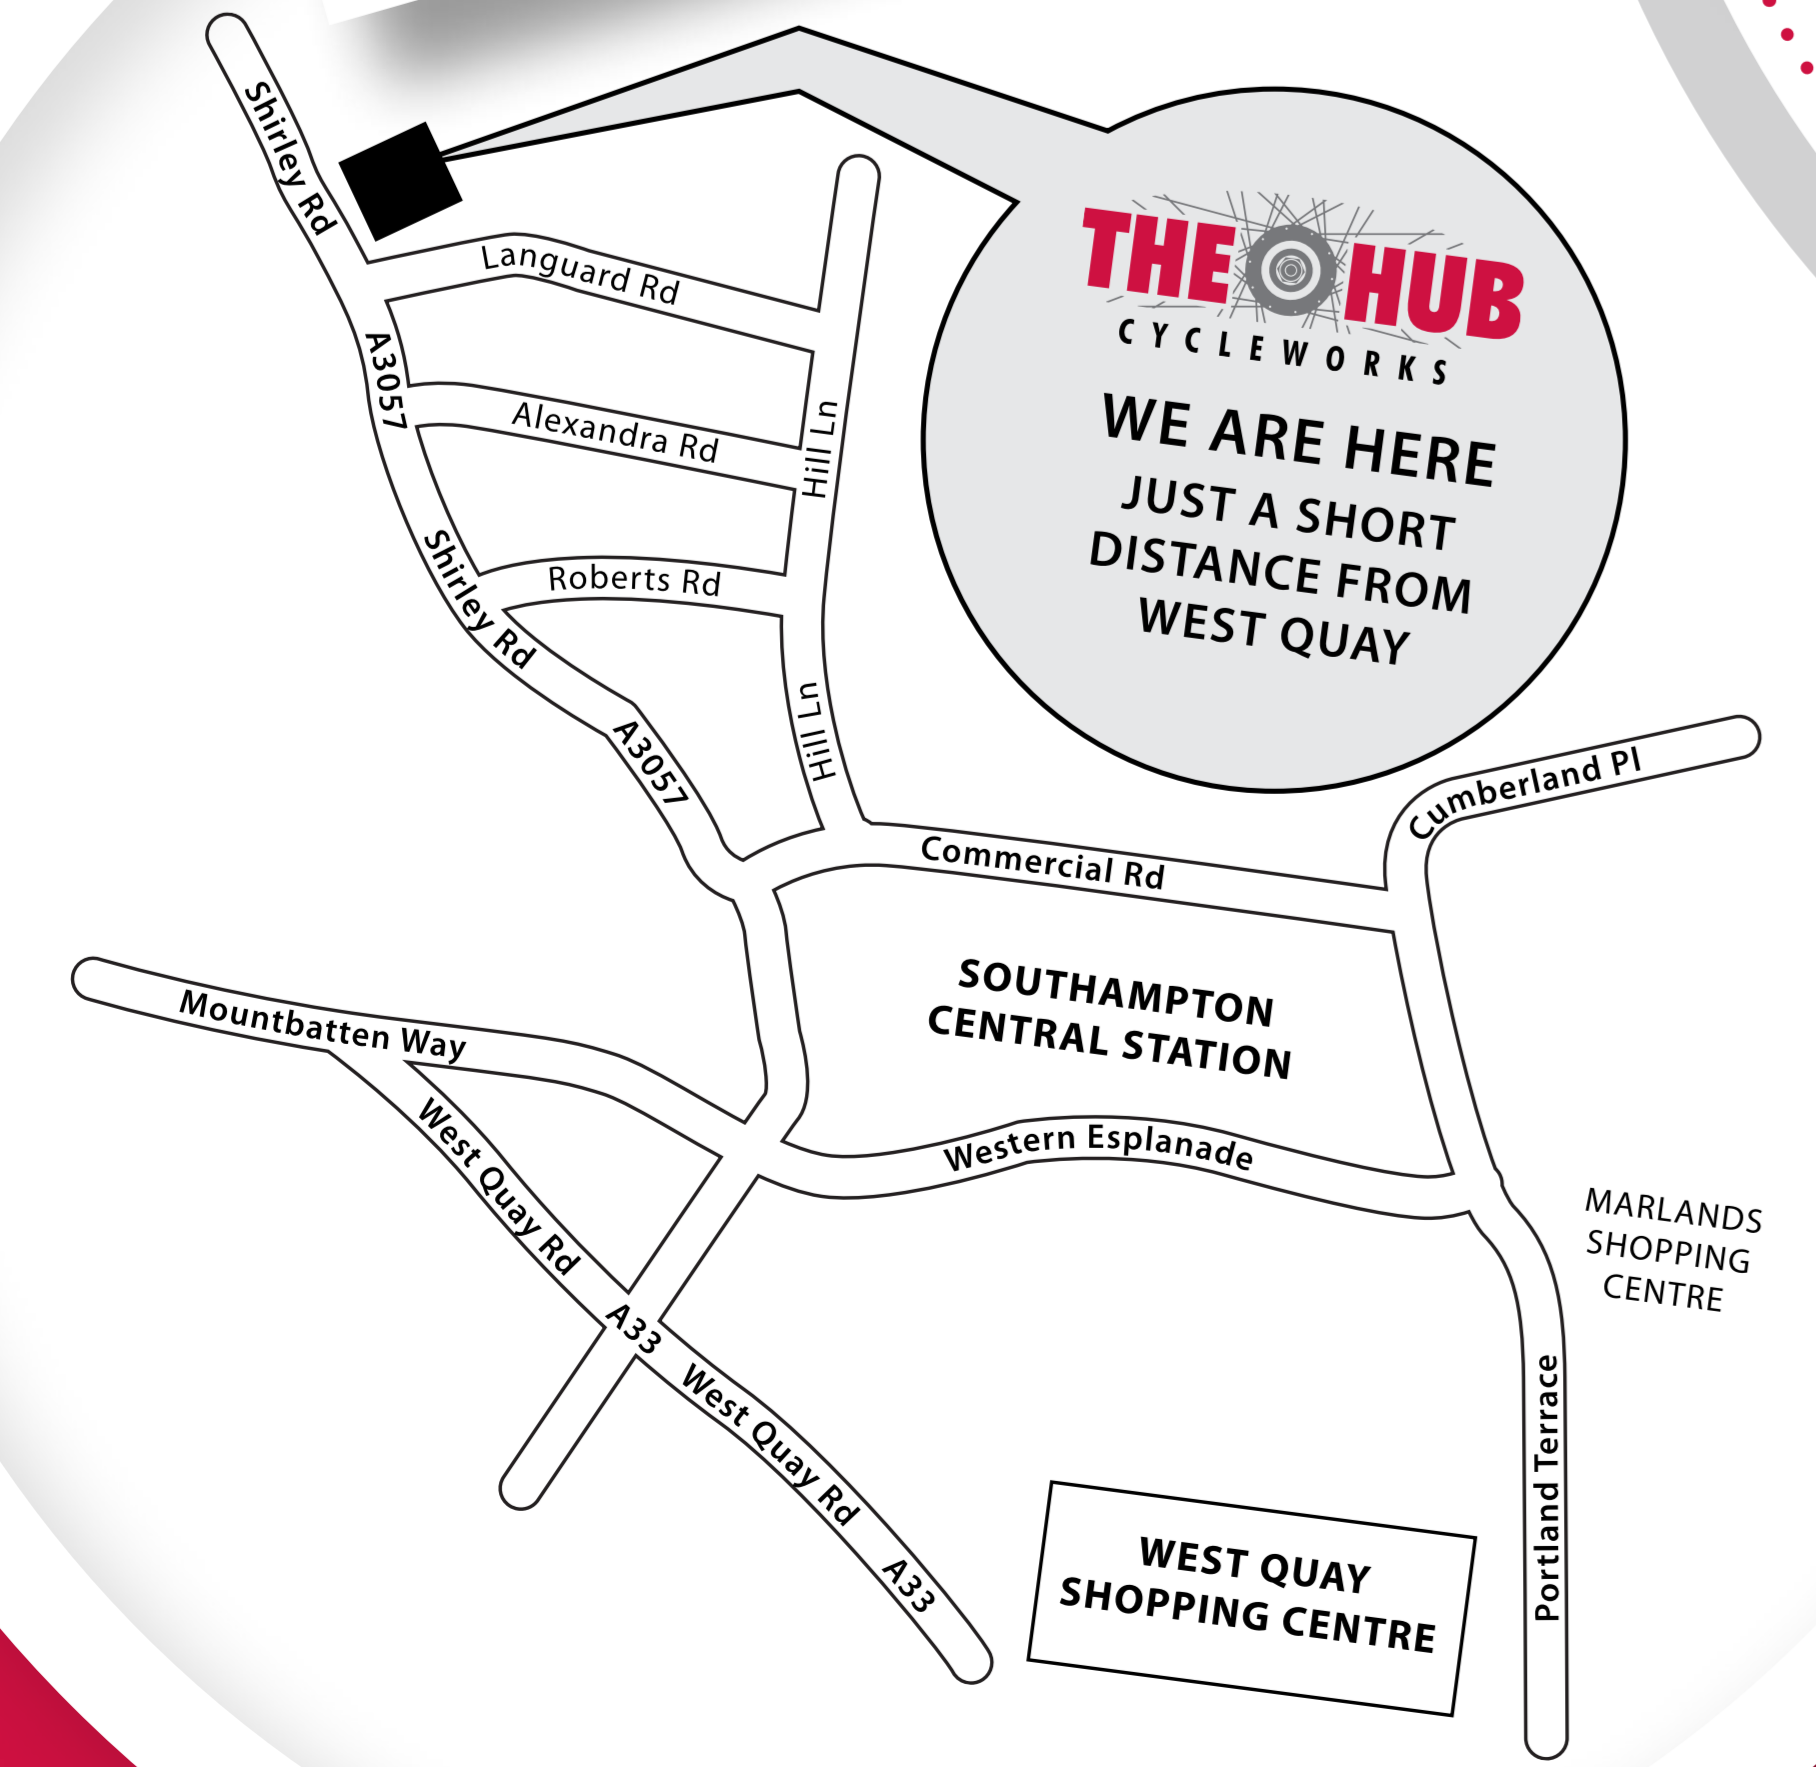 Shirley Rd
Languard Rd
A3057
Alexandra Rd
Hill Ln
Shirley Rd
Roberts Rd
A3057
Hill Ln
THE HUB
CYCLEWORKS
WE ARE HERE
JUST A SHORT
DISTANCE FROM
WEST QUAY
Cumberland Pl
Commercial Rd
SOUTHAMPTON
CENTRAL STATION
Mountbatten Way
West Quay Rd
Western Esplanade
MARLANDS
SHOPPING
CENTRE
A33
West Quay Rd
A33
Portland Terrace
WEST QUAY
SHOPPING CENTRE